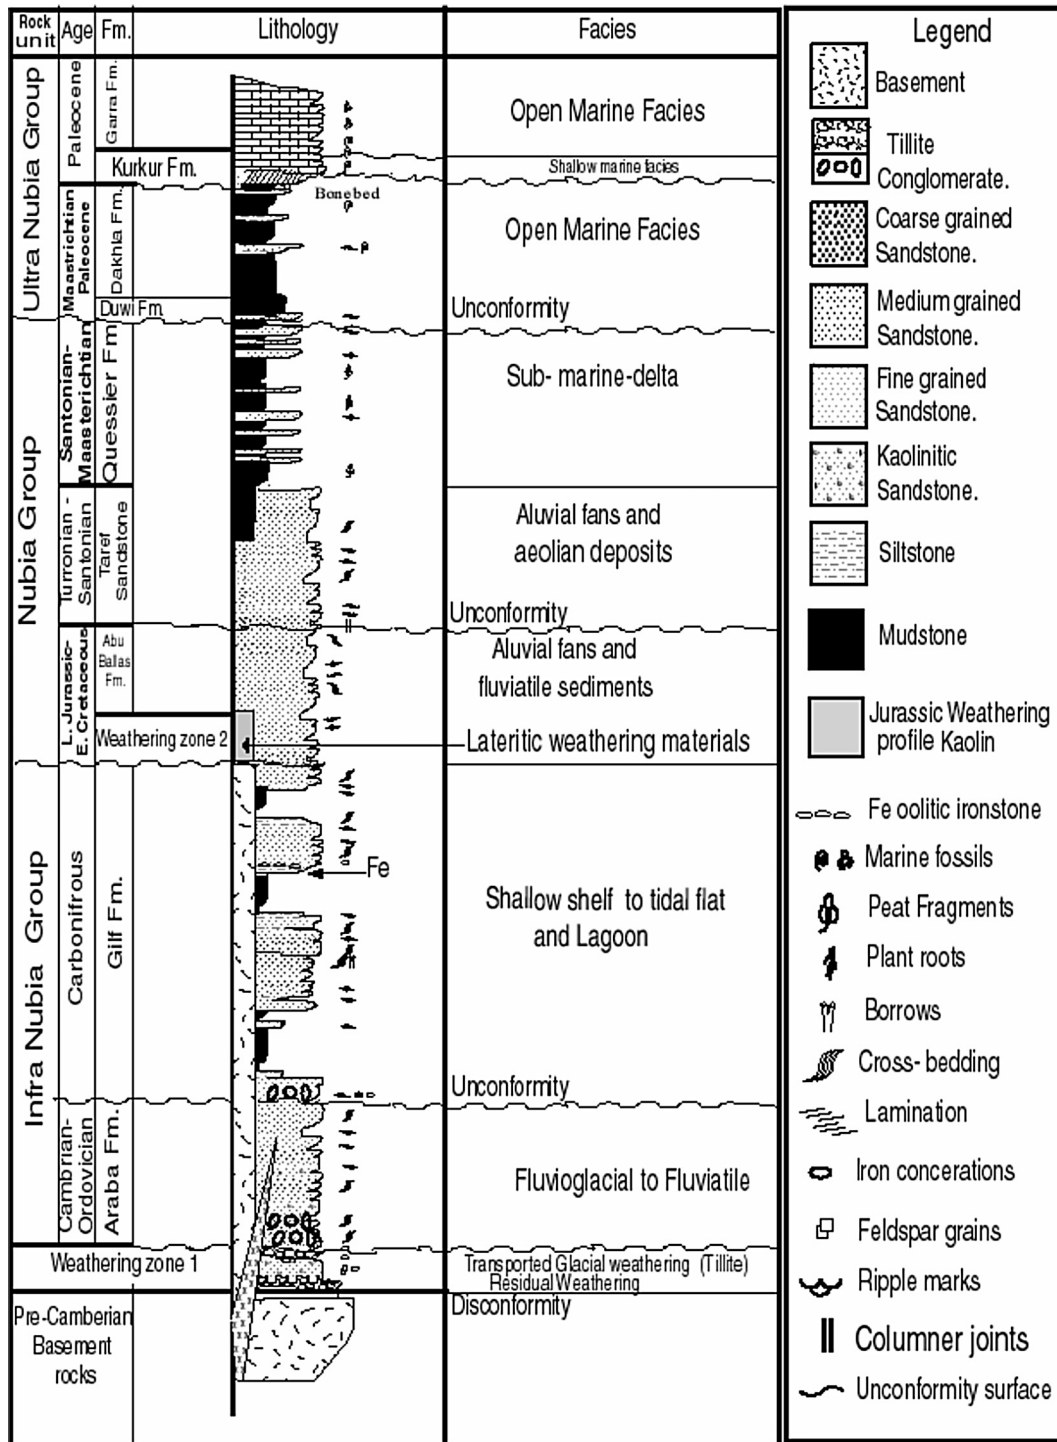 Rock unit Age Fm. Lithology Facies
Ultra Nubia Group
Paleocene
Gara Fm.
Open Marine Facies
Kurkur Fm.
Shallow marine facies
Bonebed
Maastrichtian
Paleocene
Dakhla Fm.
Open Marine Facies
Duwi Fm.
Unconformity
Nubia Group
Santonian-
Maasterichtian
Quessier Fm
Sub- marine-delta
Turronian -
Santonian
Taref
Sandstone
Aluvial fans and
aeolian deposits
Unconformity
L. Jurassic-
E. Cretaceous
Abu
Ballas
Fm.
Aluvial fans and
fluviatile sediments
Weathering zone 2
Lateritic weathering materials
Infra Nubia Group
Carbonifrous
Gilf Fm.
Fe
Shallow shelf to tidal flat
and Lagoon
Unconformity
Cambrian-
Ordovician
Araba Fm.
Fluvioglacial to Fluviatile
Weathering zone 1
Transported Glacial weathering (Tillite)
Residual Weathering
Disconformity
Pre-Camberian
Basement
rocks
Legend
Basement
Tillite
Conglomerate.
Coarse grained
Sandstone.
Medium grained
Sandstone.
Fine grained
Sandstone.
Kaolinitic
Sandstone.
Siltstone
Mudstone
Jurassic Weathering
profile Kaolin
Fe oolitic ironstone
Marine fossils
Peat Fragments
Plant roots
Borrows
Cross- bedding
Lamination
Iron concerations
Feldspar grains
Ripple marks
Columner joints
Unconformity surface